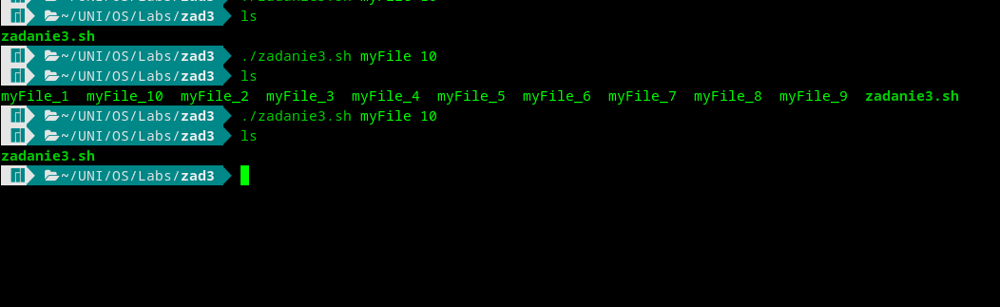 ~/UNI/OS/Labs/zad3 ls
zadanie3.sh
~/UNI/OS/Labs/zad3 ./zadanie3.sh myFile 10
~/UNI/OS/Labs/zad3 ls
myFile_1 myFile_10 myFile_2 myFile_3 myFile_4 myFile_5 myFile_6 myFile_7 myFile_8 myFile_9 zadanie3.sh
~/UNI/OS/Labs/zad3 ./zadanie3.sh myFile 10
~/UNI/OS/Labs/zad3 ls
zadanie3.sh
~/UNI/OS/Labs/zad3